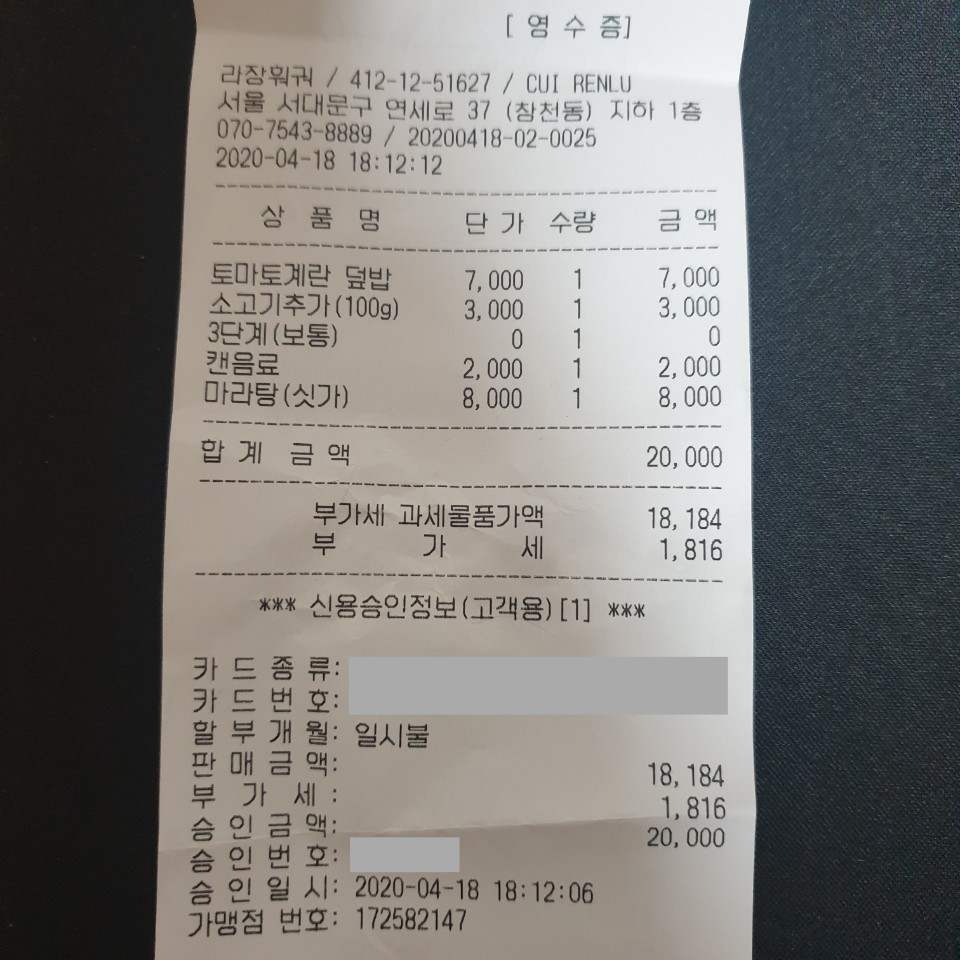 [ 영 수 증]
라장훠궈 / 412-12-51627 / CUI RENLU
서울 서대문구 연세로 37 (창천동) 지하 1층
070-7543-8889 / 20200418-02-0025
2020-04-18 18:12:12
상 품 명 단 가 수량 금 액
토마토계란 덮밥 7,000 1 7,000
소고기추가(100g) 3,000 1 3,000
3단계(보통) 0 1 0
캔음료 2,000 1 2,000
마라탕(싯가) 8,000 1 8,000
합 계 금 액 20,000
부가세 과세물품가액 18,184
부 가 세 1,816
*** 신용승인정보(고객용)[1] ***
카 드 종 류:
카 드 번 호:
할 부 개 월: 일시불
판 매 금 액: 18,184
부 가 세 : 1,816
승 인 금 액: 20,000
승 인 번 호:
승 인 일 시: 2020-04-18 18:12:06
가맹점 번호: 172582147